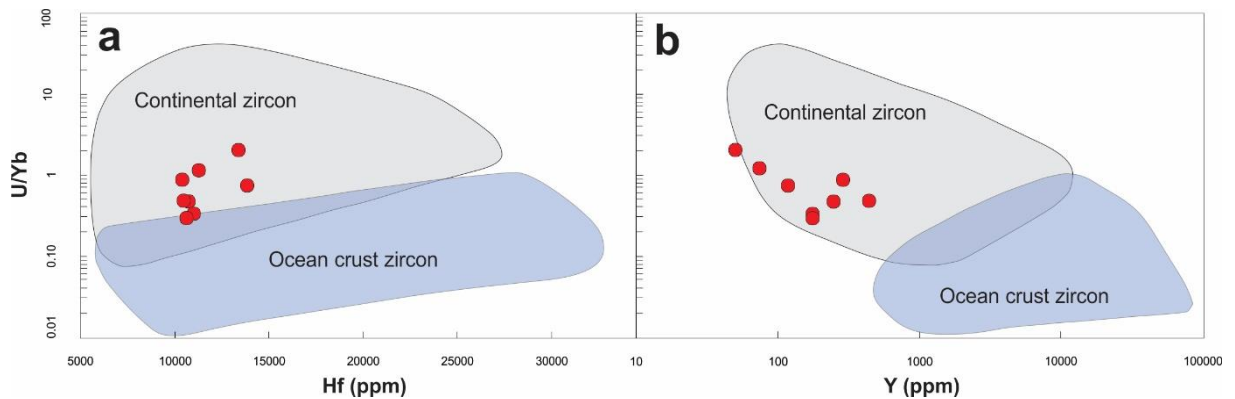 a
b
100
10
1
0.10
0.01
U/Yb
Continental zircon
Continental zircon
Ocean crust zircon
Ocean crust zircon
5000 10000 15000 20000 25000 30000
10 100 1000 10000 100000
Hf (ppm)
Y (ppm)